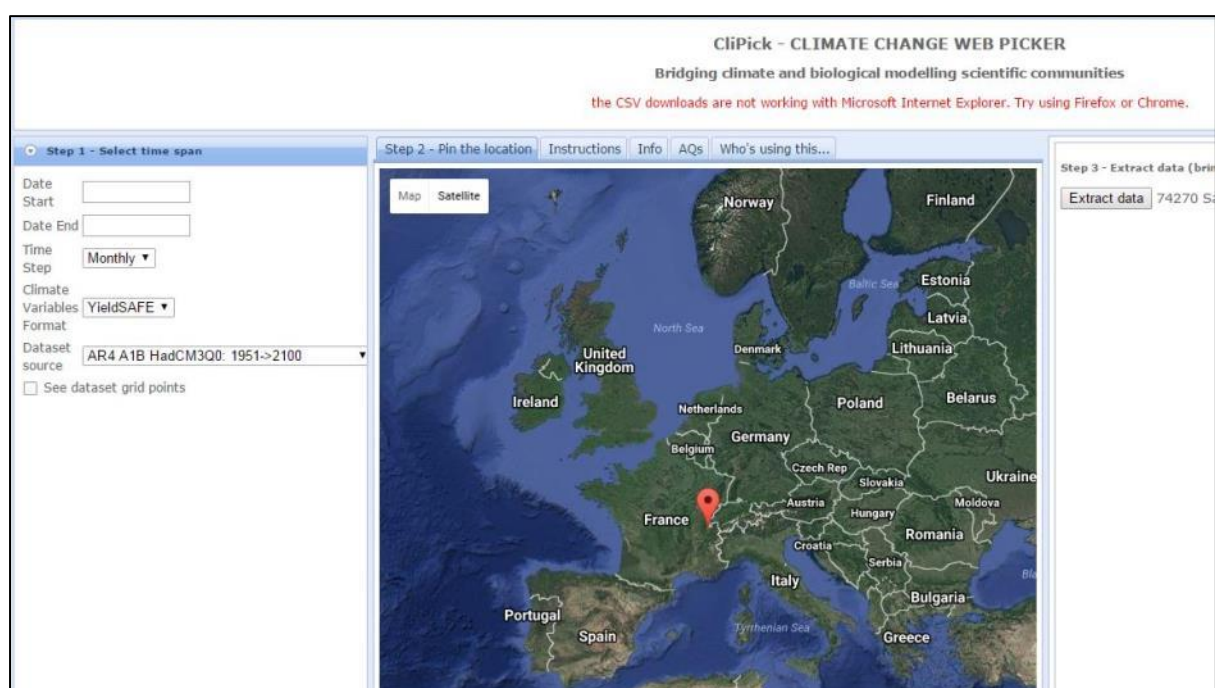 CliPick - CLIMATE CHANGE WEB PICKER
Bridging climate and biological modelling scientific communities
the CSV downloads are not working with Microsoft Internet Explorer. Try using Firefox or Chrome.
Step 1 - Select time span
Date
Start
Date End
Time
Step
Monthly
Climate
Variables
Format
YieldSAFE
Dataset
source
AR4 A1B HadCM3Q0: 1951->2100
See dataset grid points
Step 2 - Pin the location
Instructions
Info
AQs
Who's using this...
Map
Satellite
Norway
Finland
Baltic Sea
Estonia
Latvia
North Sea
Denmark
Lithuania
United
Kingdom
Ireland
Netherlands
Poland
Belarus
Germany
Belgium
Czech Rep
Slovakia
Ukraine
Austria
Hungary
Moldova
France
Romania
Croatia
Serbia
Italy
Bulgaria
Portugal
Spain
Tyrrhenian Sea
Greece
Step 3 - Extract data (brin
Extract data
74270 Sa